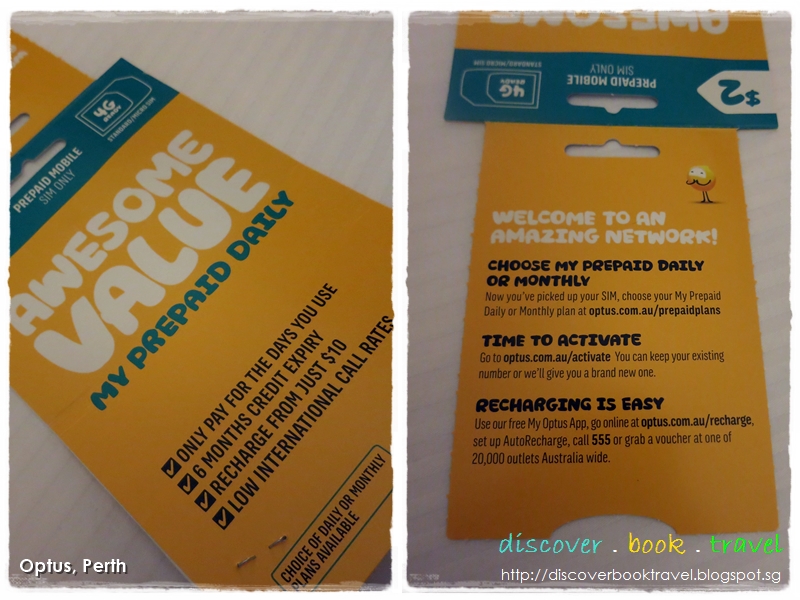 4G
READY
STANDARD/MICRO SIM
PREPAID MOBILE
SIM ONLY
AWESOME
VALUE
MY PREPAID DAILY
ONLY PAY FOR THE DAYS YOU USE
6 MONTHS CREDIT EXPIRY
RECHARGE FROM JUST $10
LOW INTERNATIONAL CALL RATES
CHOICE OF DAILY OR MONTHLY
PLANS AVAILABLE
Optus, Perth
AWESOME
$2
PREPAID MOBILE
SIM ONLY
4G
READY
STANDARD/MICRO SIM
WELCOME TO AN
AMAZING NETWORK!
CHOOSE MY PREPAID DAILY
OR MONTHLY
Now you've picked up your SIM, choose your My Prepaid
Daily or Monthly plan at optus.com.au/prepaidplans
TIME TO ACTIVATE
Go to optus.com.au/activate You can keep your existing
number or we'll give you a brand new one.
RECHARGING IS EASY
Use our free My Optus App, go online at optus.com.au/recharge,
set up AutoRecharge, call 555 or grab a voucher at one of
20,000 outlets Australia wide.
discover . book . travel
http://discoverbooktravel.blogspot.sg